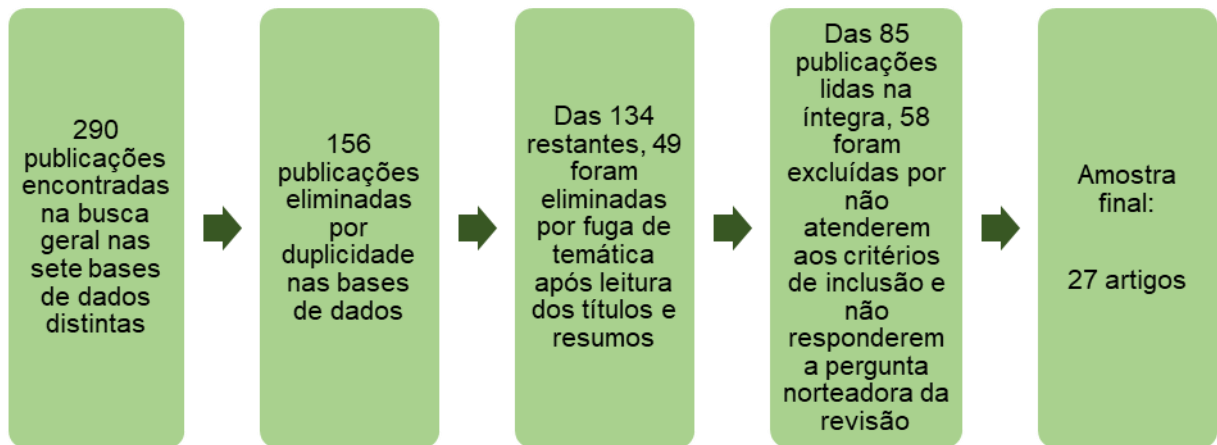 290
publicações
encontradas
na busca
geral nas
sete bases
de dados
distintas
156
publicações
eliminadas
por
duplicidade
nas bases
de dados
Das 134
restantes, 49
foram
eliminadas
por fuga de
temática
após leitura
dos títulos e
resumos
Das 85
publicações
lidas na
íntegra, 58
foram
excluídas por
não
atenderem
aos critérios
de inclusão e
não
responderem
a pergunta
norteadora da
revisão
Amostra
final:
27 artigos